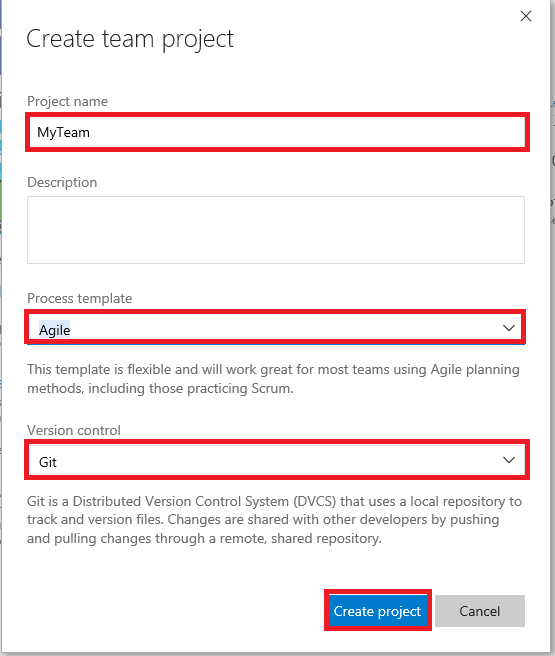 Create team project
Project name
MyTeam
Description
Process template
Agile
This template is flexible and will work great for most teams using Agile planning
methods, including those practicing Scrum.
Version control
Git
Git is a Distributed Version Control System (DVCS) that uses a local repository to
track and version files. Changes are shared with other developers by pushing
and pulling changes through a remote, shared repository.
Create project Cancel